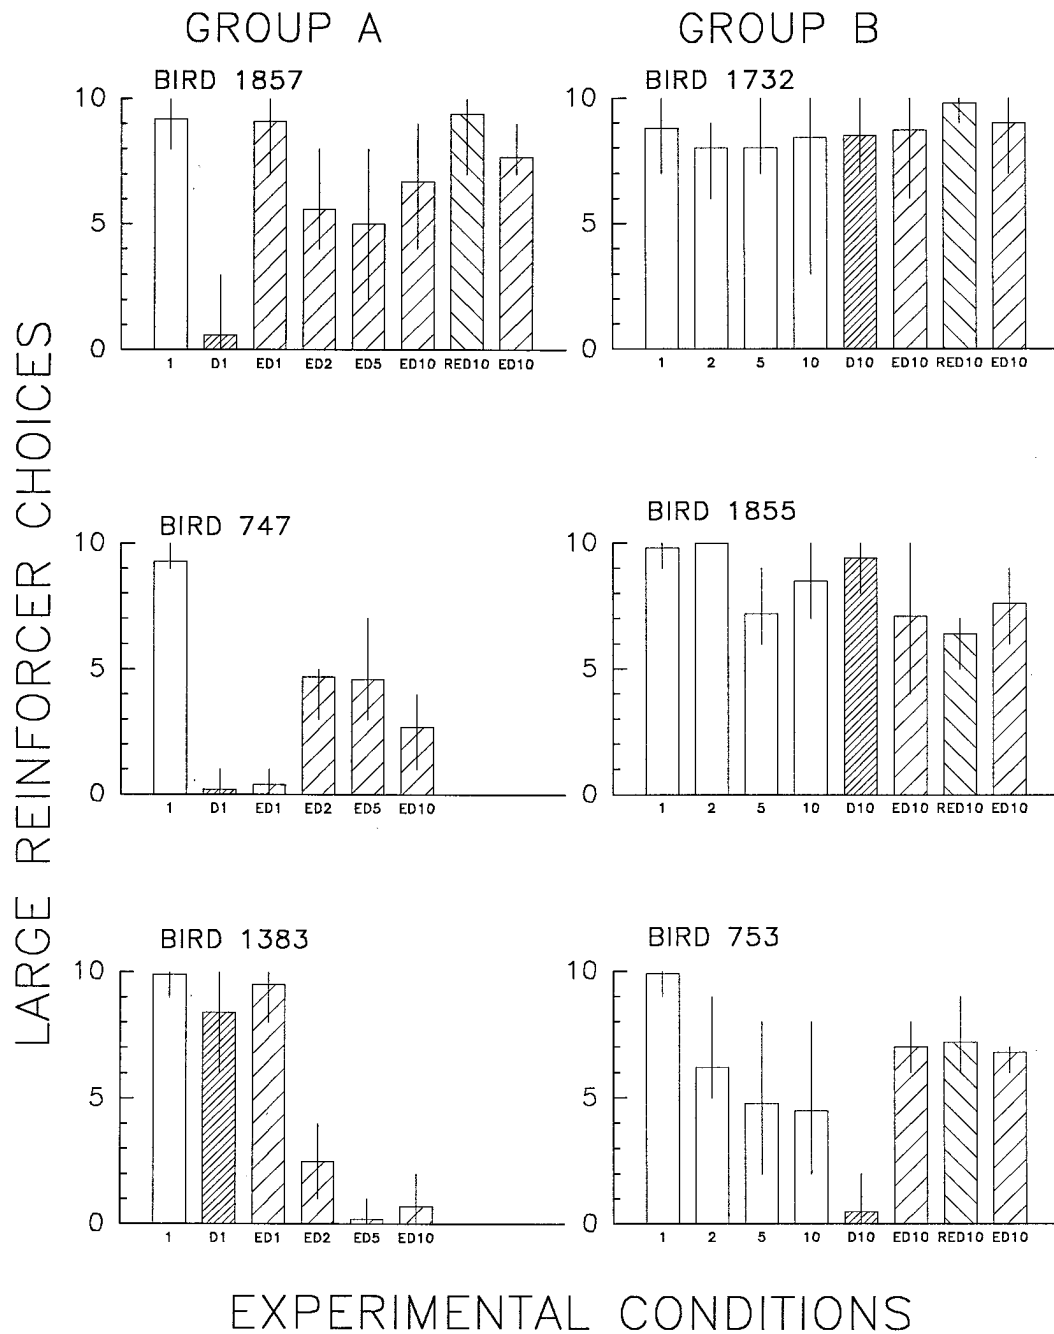 GROUP A
GROUP B
BIRD 1857
10
5
0
1 D1 ED1 ED2 ED5 ED10 RED10 ED10
BIRD 1732
10
5
0
1 2 5 10 D10 ED10 RED10 ED10
BIRD 747
10
5
0
1 D1 ED1 ED2 ED5 ED10
BIRD 1855
10
5
0
1 2 5 10 D10 ED10 RED10 ED10
BIRD 1383
10
5
0
1 D1 ED1 ED2 ED5 ED10
BIRD 753
10
5
0
1 2 5 10 D10 ED10 RED10 ED10
LARGE REINFORCER CHOICES
EXPERIMENTAL CONDITIONS